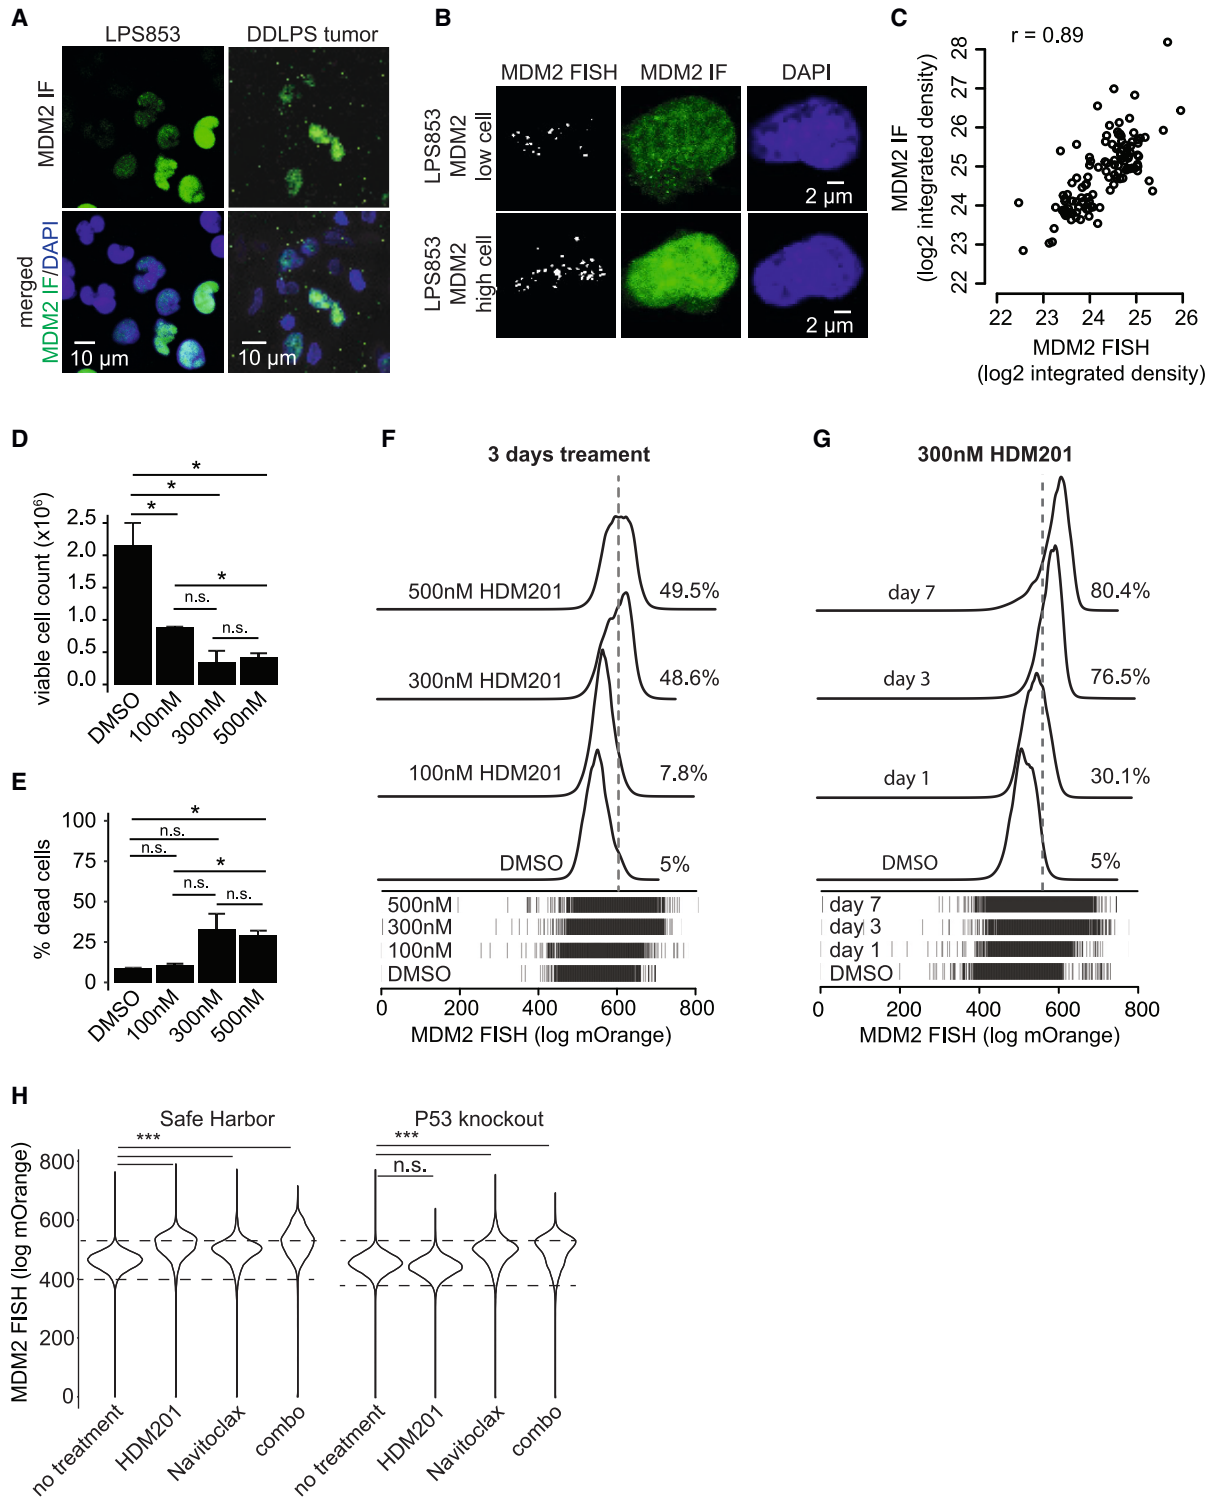 A
LPS853
DDLPS tumor
MDM2 IF
merged
MDM2 IF/DAPI
10 μm
10 μm
B
MDM2 FISH
MDM2 IF
DAPI
LPS853
MDM2
low cell
2 μm
LPS853
MDM2
high cell
2 μm
C
r = 0.89
MDM2 IF
(log2 integrated density)
28
27
26
25
24
23
22
22 23 24 25 26
MDM2 FISH
(log2 integrated density)
D
viable cell count (x10⁶)
2.5
2.0
1.5
1.0
0.5
0.0
*
*
*
*
n.s.
n.s.
DMSO 100nM 300nM 500nM
E
% dead cells
100
75
50
25
0
*
n.s.
n.s.
*
n.s.
n.s.
DMSO 100nM 300nM 500nM
F
3 days treament
500nM HDM201 49.5%
300nM HDM201 48.6%
100nM HDM201 7.8%
DMSO 5%
500nM
300nM
100nM
DMSO
0 200 400 600 800
MDM2 FISH (log mOrange)
G
300nM HDM201
day 7 80.4%
day 3 76.5%
day 1 30.1%
DMSO 5%
day 7
day 3
day 1
DMSO
0 200 400 600 800
MDM2 FISH (log mOrange)
H
Safe Harbor
P53 knockout
MDM2 FISH (log mOrange)
800
600
400
200
0
***
***
n.s.
no treatment HDM201 Navitoclax combo
no treatment HDM201 Navitoclax combo